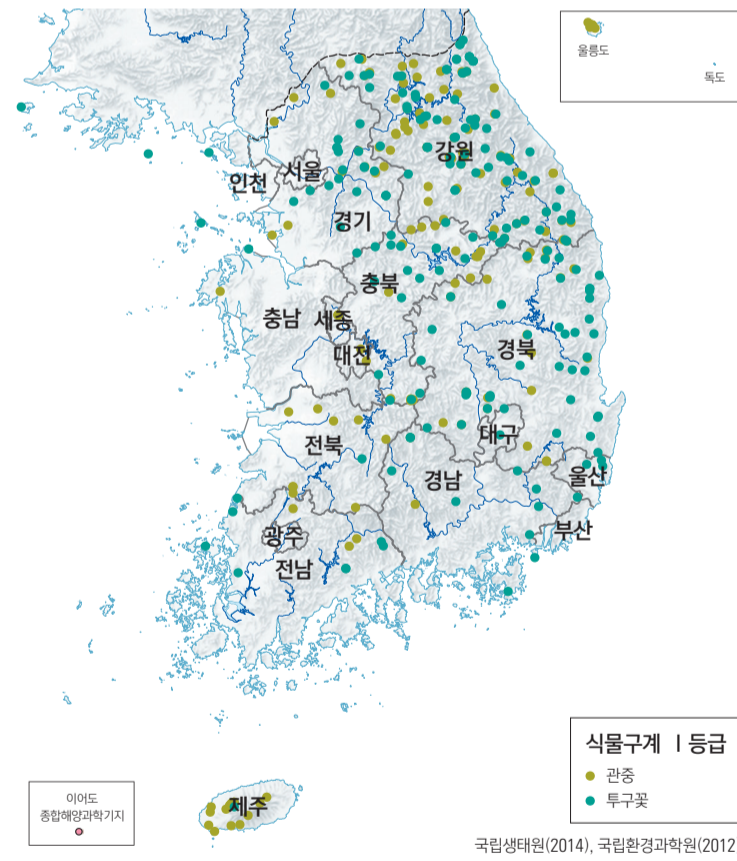 울릉도
독도
강원
서울
인천
경기
충북
충남
세종
대전
경북
대구
전북
경남
울산
부산
광주
전남
식물구계 Ⅰ등급
관중
투구꽃
제주
이어도
종합해양과학기지
국립생태원(2014), 국립환경과학원(2012